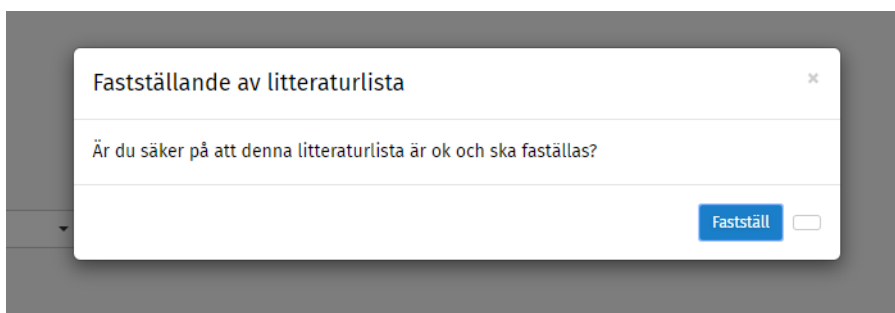 Fastställande av litteraturlista
×
Är du säker på att denna litteraturlista är ok och ska faställas?
Fastställ